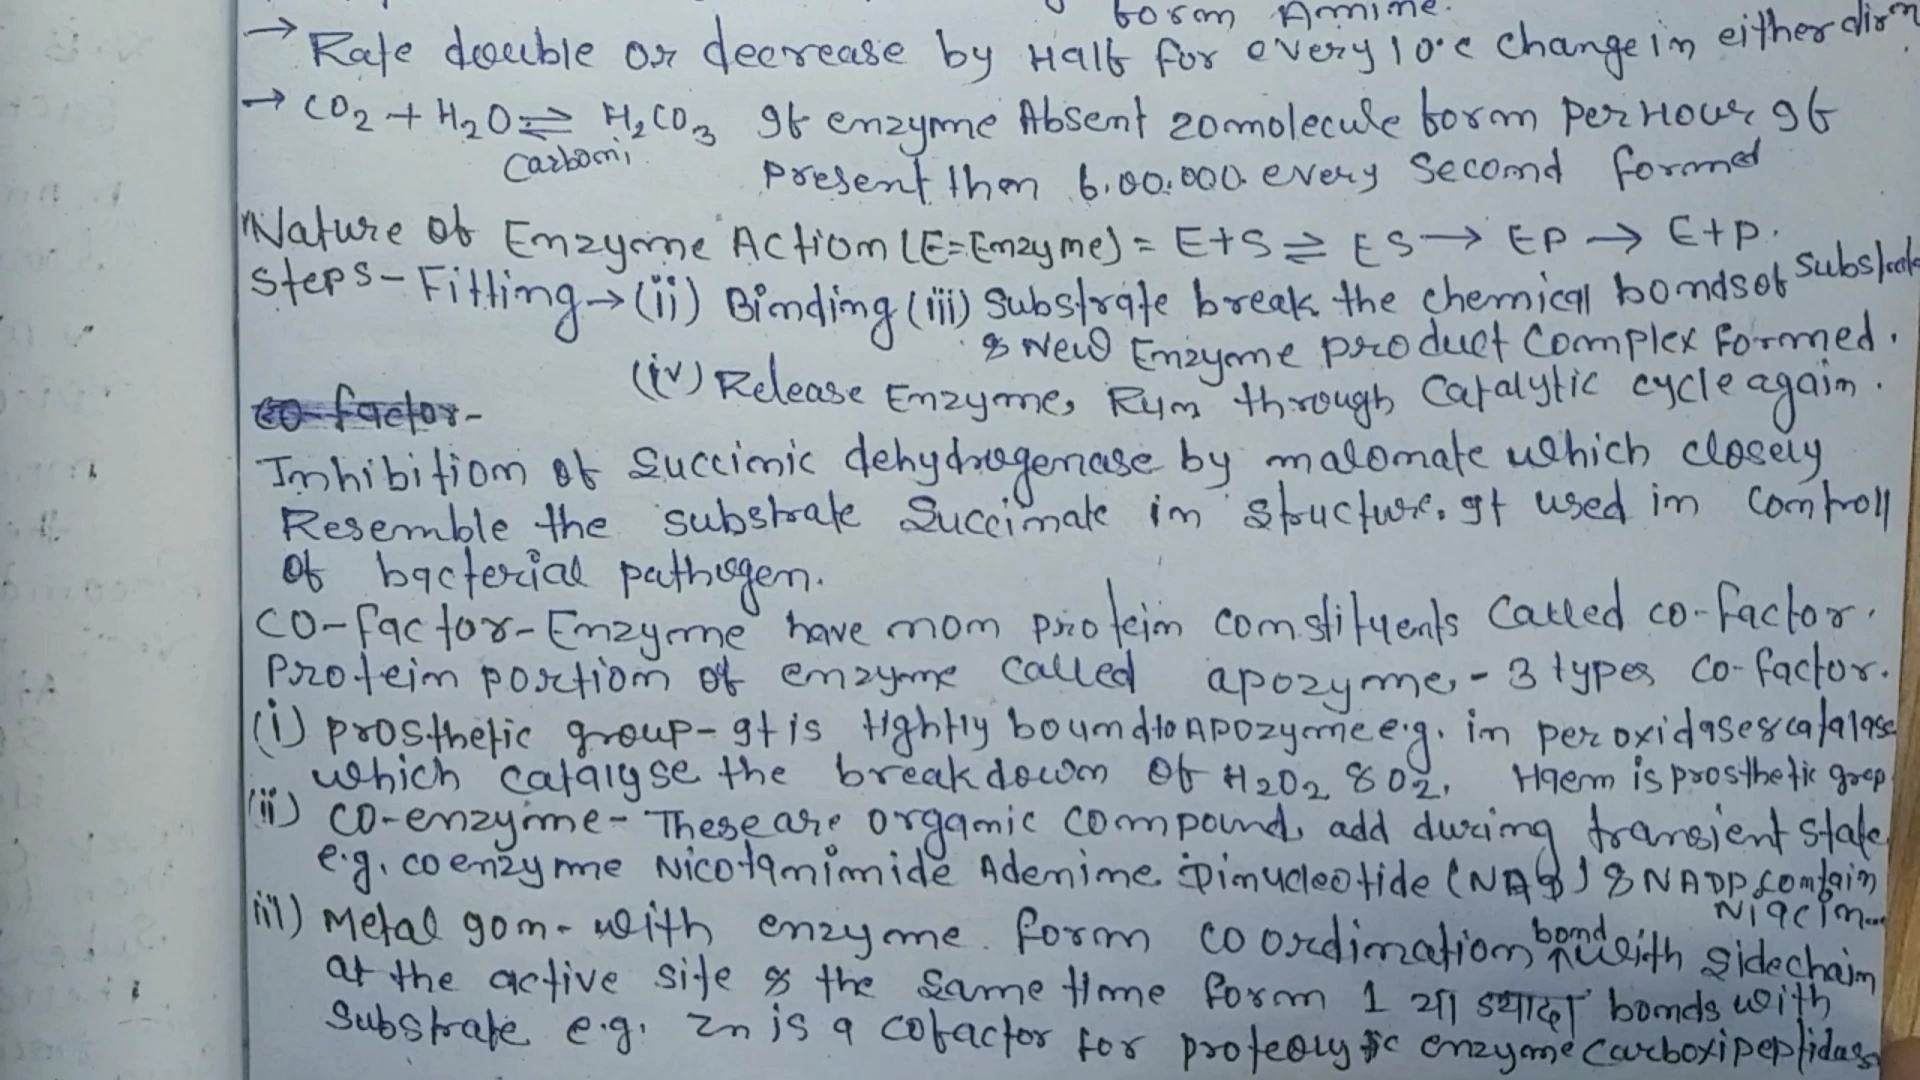 form Amine.
→ Rate double or decrease by Half for every 10°c change in either dirn
→ CO2 + H2O ⇌ H2CO3 If enzyme Absent 20 molecule form Per Hour If
Carboni Present then 6,00,000 every Second formed
Nature of Enzyme Action (E=Enzyme) = E+S ⇌ ES → EP → E+P.
Steps - Fitting → (ii) Binding (iii) Substrate break the chemical bonds of Substrate
& New Enzyme product Complex Formed.
(iv) Release Enzyme, Run through Catalytic cycle again.
Co-factor-
Inhibition of Succinic dehydrogenase by malonate which closely
Resemble the substrate Succinate in structure. It used in controll
of bacterial pathogen.
CO-factor- Enzyme have non protein constituents Called co-factor.
Protein portion of enzyme called apozyme, - 3 types co-factor.
(i) Prosthetic group - It is tightly bound to Apozyme e.g. in peroxidase & catalase
which catalyse the breakdown of H2O2 & O2, Haem is prosthetic grop
(ii) CO-enzyme - These are organic compound, add during transient state
e.g. coenzyme Nicotanimide Adenine Dinucleotide (NAD) & NADP contain
Niacin
iii) Metal Ion - with enzyme form coordination bond with sidechain
at the active site & the same time form 1 या ज्यादा bonds with
Substrate e.g. Zn is a cofactor for proteolytic enzyme Carboxipeptidase